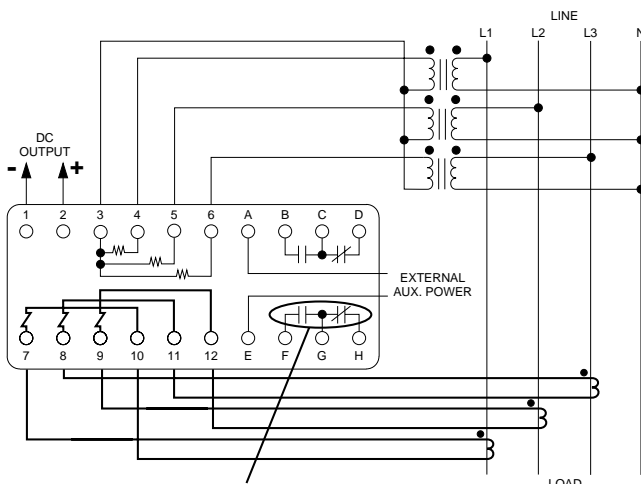 LINE
L1 L2 L3 N
DC
OUTPUT
- +
1 2 3 4 5 6 A B C D
EXTERNAL
AUX. POWER
7 8 9 10 11 12 E F G H
LOAD